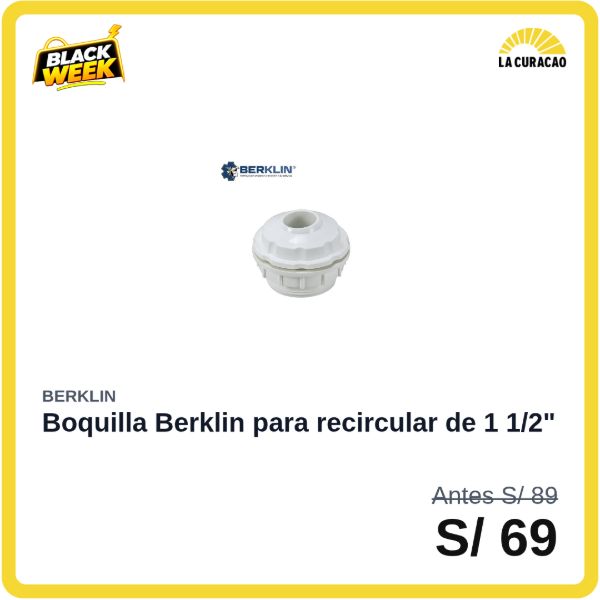 BLACK
WEEK
LA CURACAO
BERKLIN®
BERKLIN
Boquilla Berklin para recircular de 1 1/2"
Antes S/ 89
S/ 69